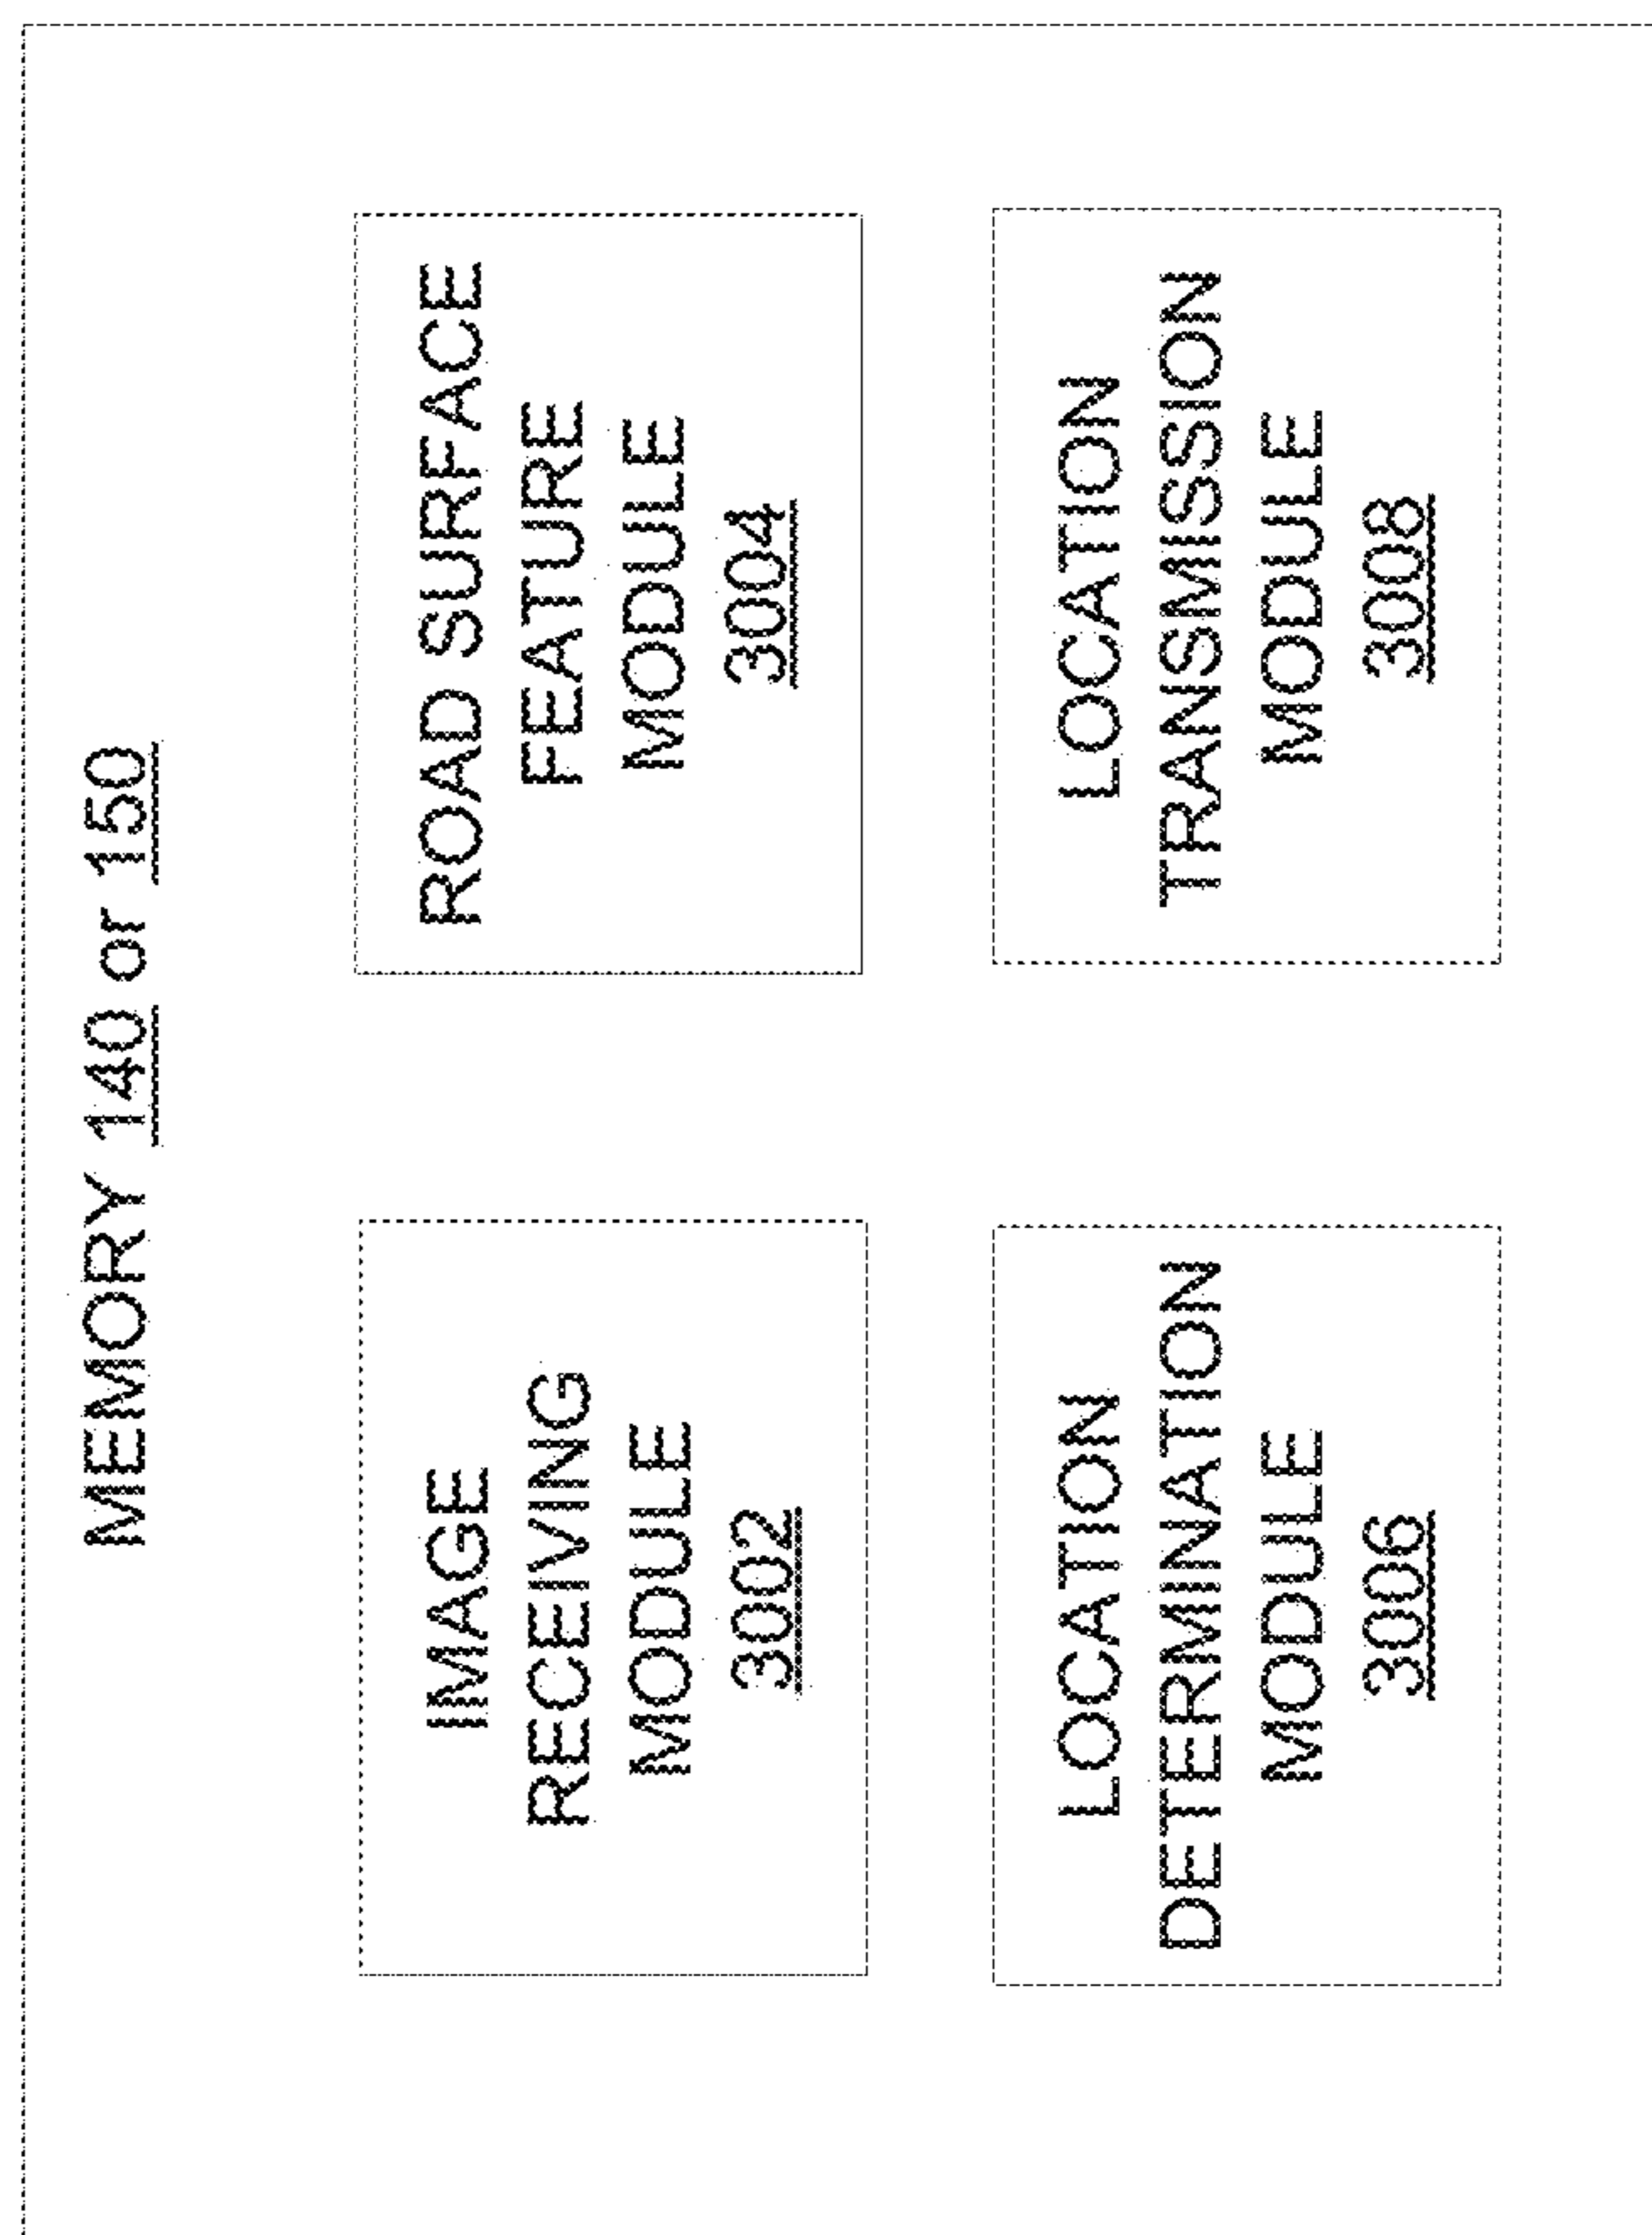 MEMORY 140 or 150
IMAGE
RECEIVING
MODULE
3002
ROAD SURFACE
FEATURE
MODULE
3004
LOCATION
DETERMINATION
MODULE
3006
LOCATION
TRANSMISSION
MODULE
3008